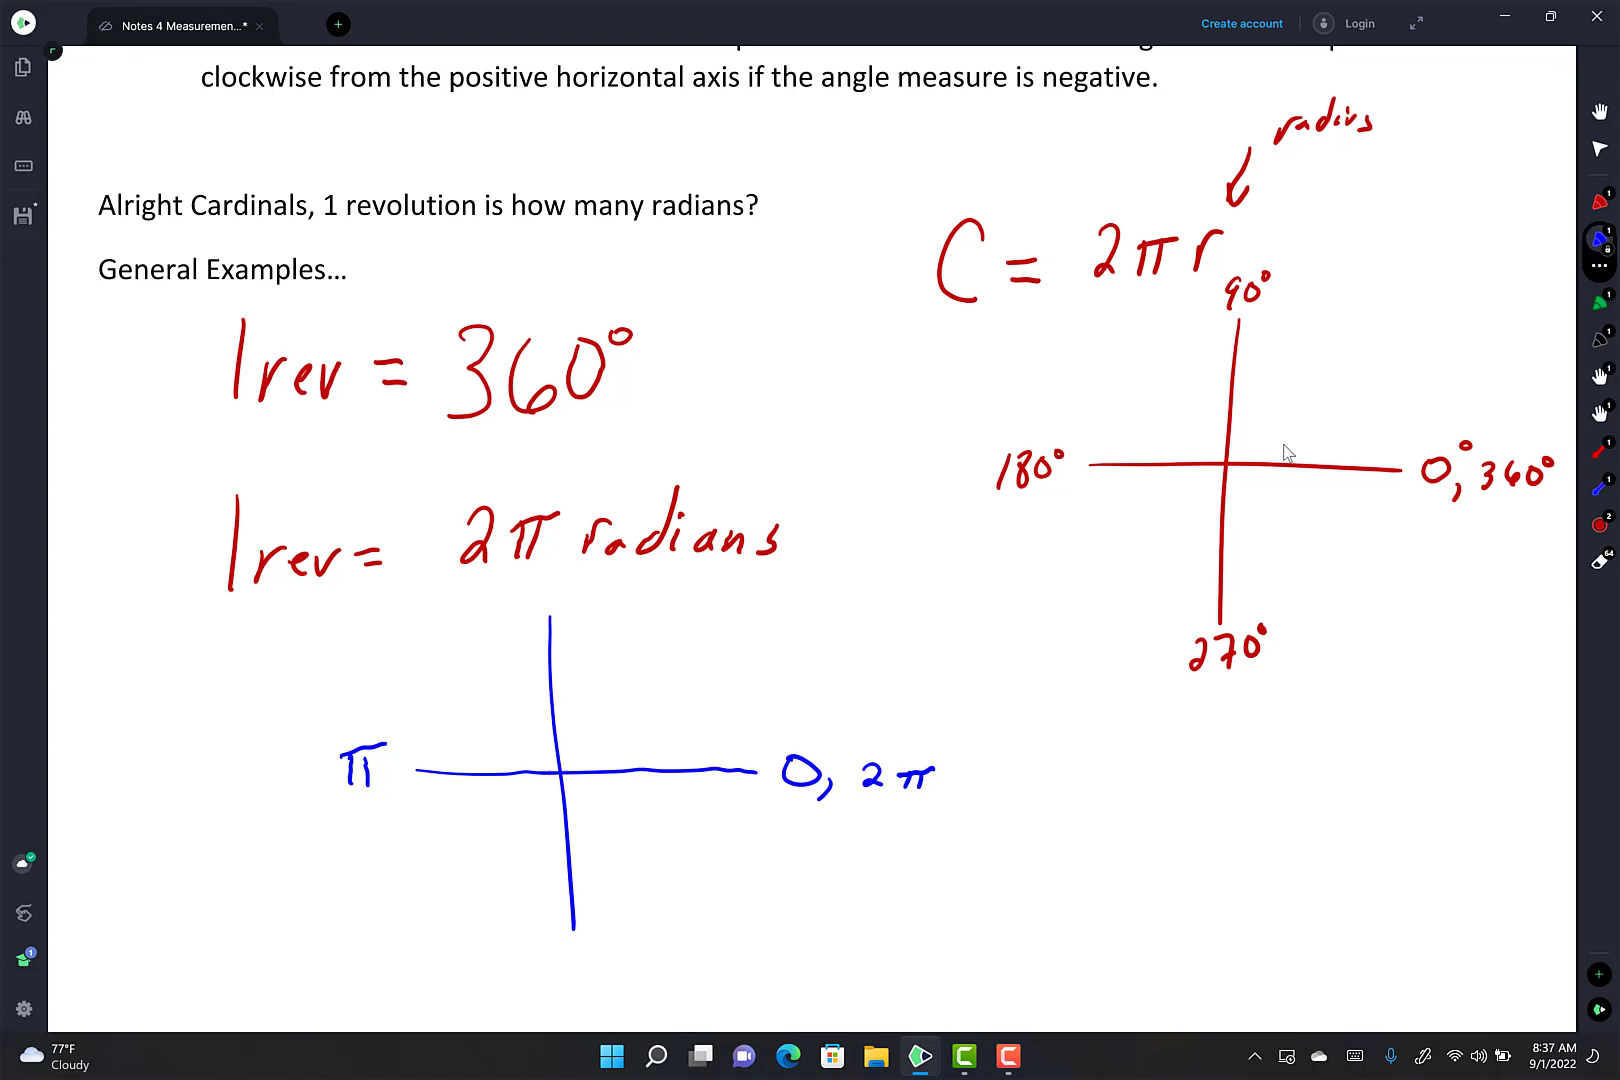 Notes 4 Measuremen...*
Create account
Login
clockwise from the positive horizontal axis if the angle measure is negative.
radius
Alright Cardinals, 1 revolution is how many radians?
C = 2πr
General Examples...
90°
1rev = 360°
180°
0°, 360°
1rev = 2π radians
270°
π
0, 2π
77°F
Cloudy
8:37 AM
9/1/2022